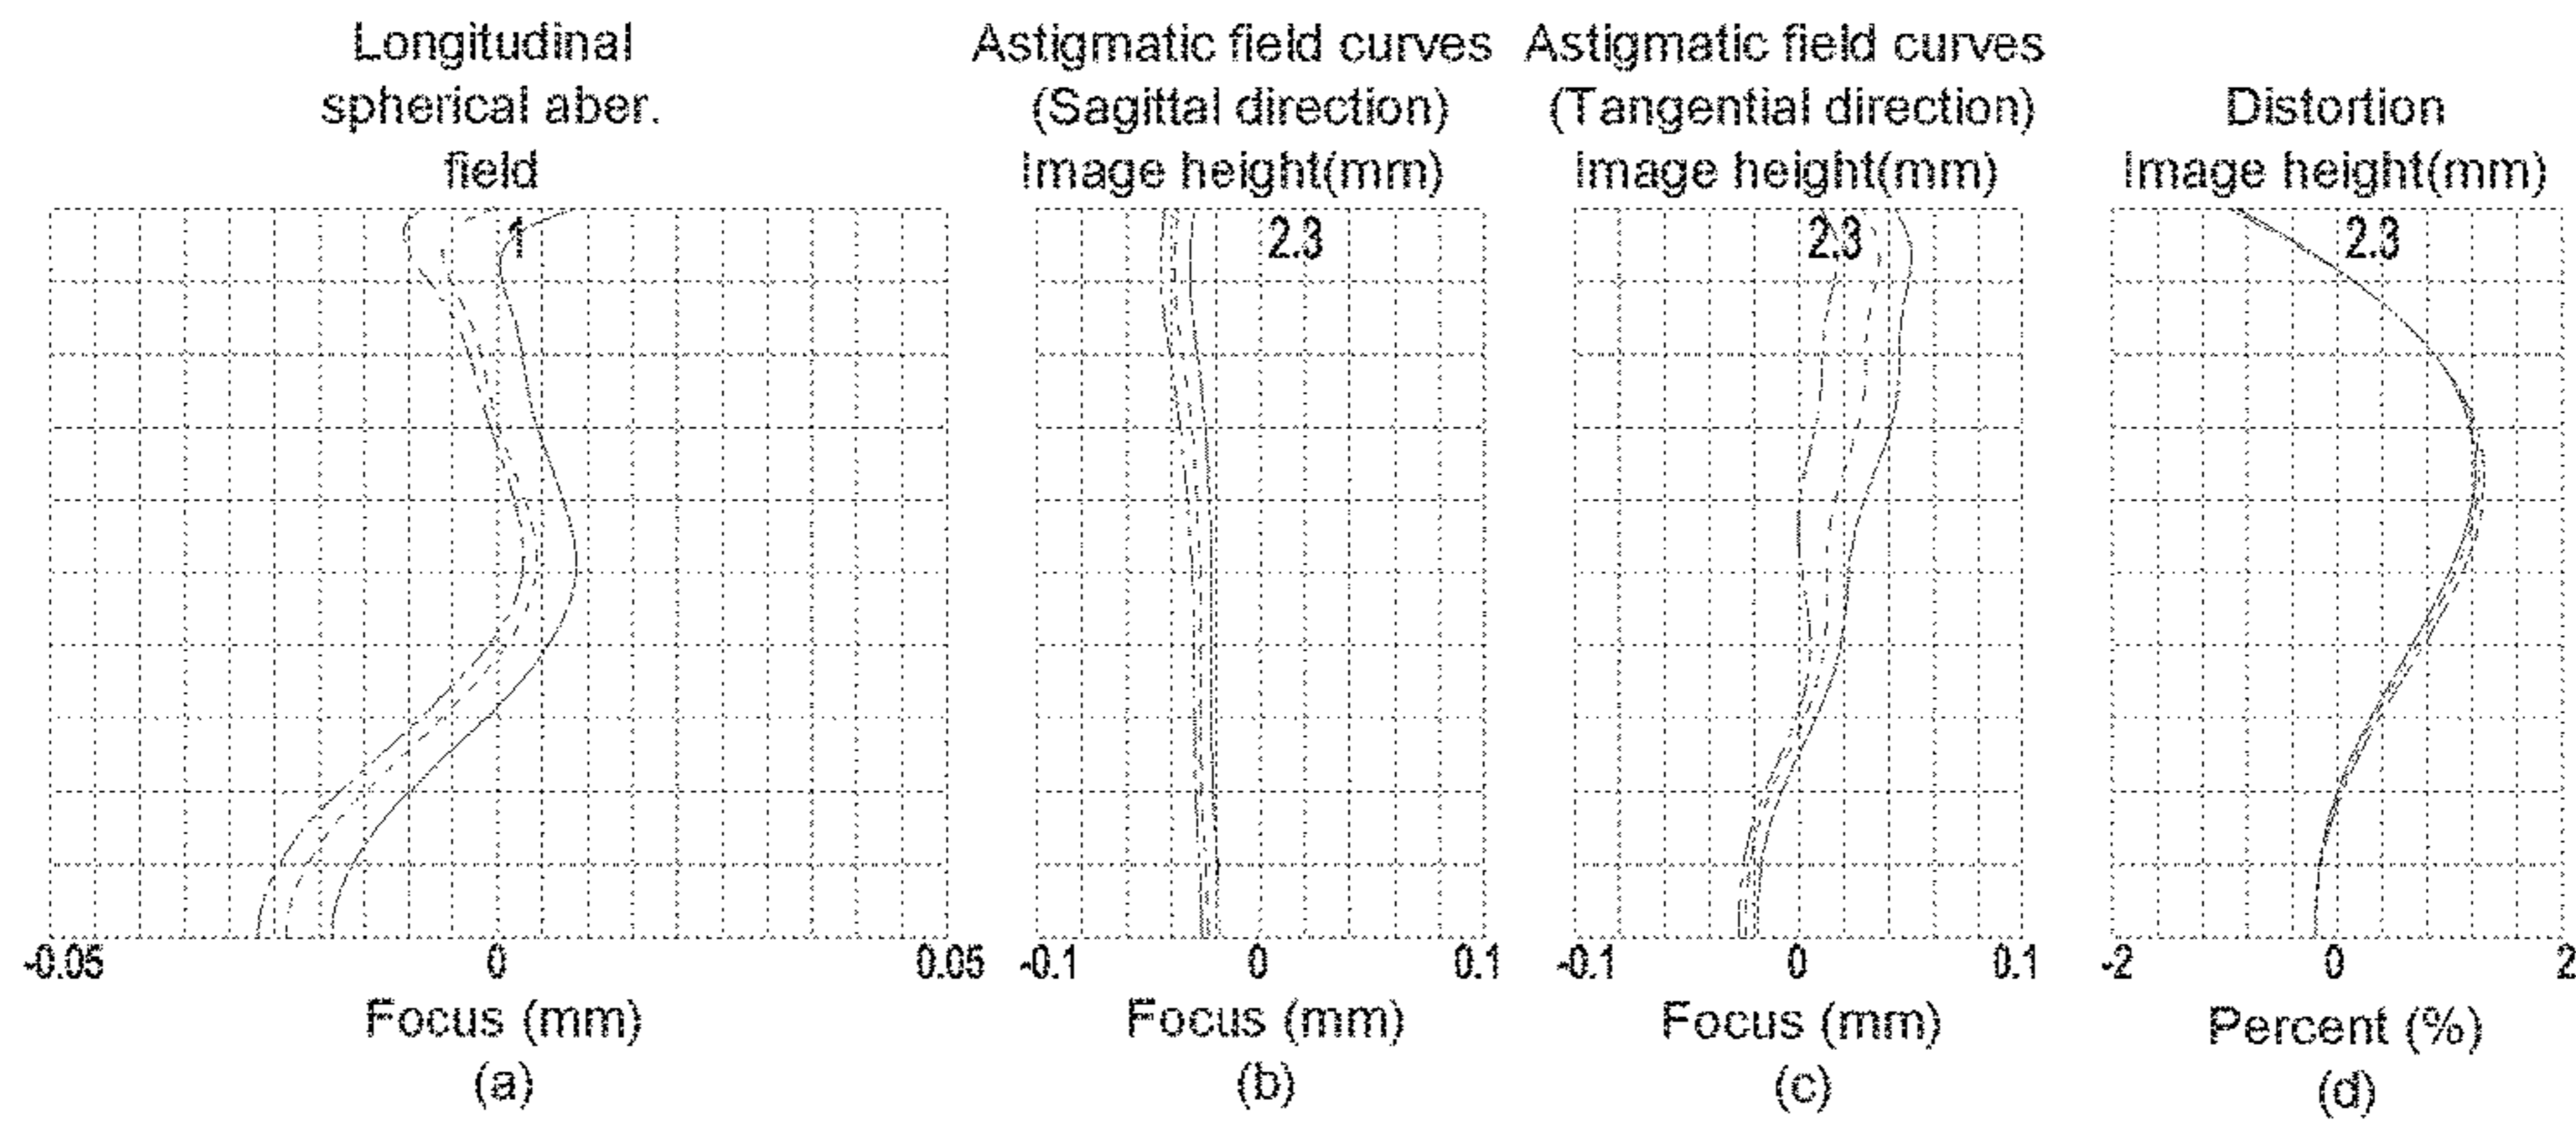 Longitudinal
spherical aber.
field
1
-0.05 0 0.05
Focus (mm)
(a)
Astigmatic field curves
(Sagittal direction)
Image height(mm)
2.3
-0.1 0 0.1
Focus (mm)
(b)
Astigmatic field curves
(Tangential direction)
Image height(mm)
2.3
-0.1 0 0.1
Focus (mm)
(c)
Distortion
Image height(mm)
2.3
-2 0 2
Percent (%)
(d)